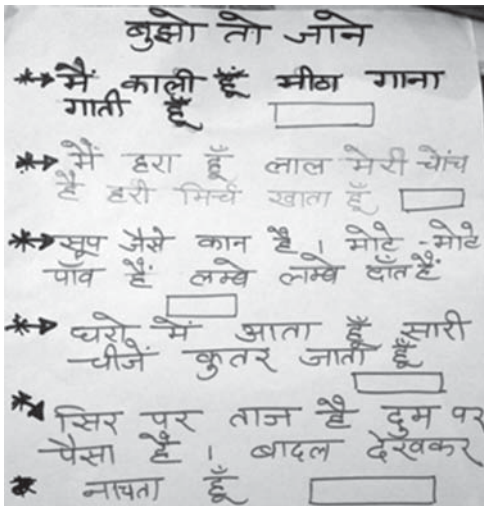 बुझो तो जाने
मैं काली हूँ मीठा गाना
गाती हूँ
मैं हरा हूँ लाल मेरी चोंच
है हरी मिर्च खाता हूँ
सूप जैसे कान है । मोटे -मोटे
पाँव हैं लम्बे लम्बे दाँत हैं
घरो में आता हूँ सारी
चीजें कुतर जाता हूँ
सिर पर ताज है दुम पर
पैसा है । बादल देखकर
नाचता हूँ